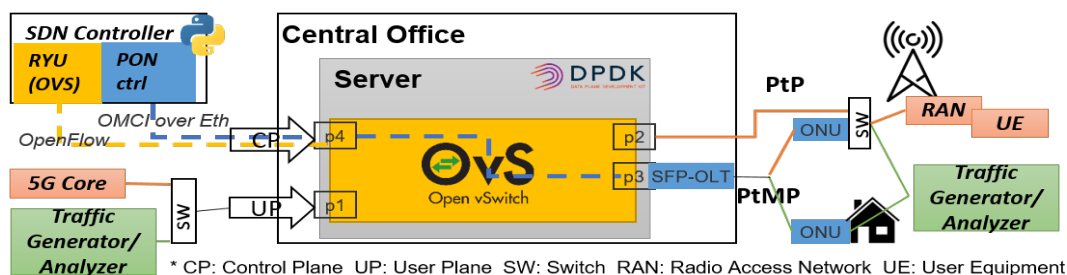 SDN Controller
RYU
(OVS)
PON
ctrl
OMCI over Eth
OpenFlow
CP
5G Core
Traffic
Generator/
Analyzer
SW
UP
Central Office
Server
DPDK
DATA PLANE DEVELOPMENT KIT
p4
p2
OvS
Open vSwitch
p3
SFP-OLT
p1
PtP
PtMP
ONU
SW
RAN
UE
ONU
Traffic
Generator/
Analyzer
* CP: Control Plane UP: User Plane SW: Switch RAN: Radio Access Network UE: User Equipment